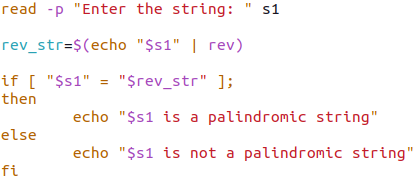 read -p "Enter the string: " s1
rev_str=$(echo "$s1" | rev)
if [ "$s1" = "$rev_str" ];
then
echo "$s1 is a palindromic string"
else
echo "$s1 is not a palindromic string"
fi